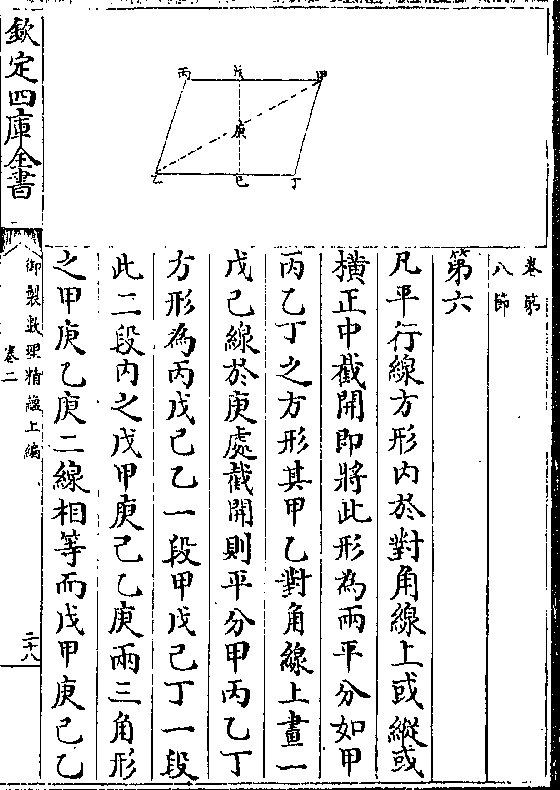 卷第
八節
第六
凡平行線方形内於對角線上或縱或
橫正中截開即將此形為兩平分如甲
丙乙丁之方形其甲乙對角線上畫一
戊己線於庚處截開則平分甲丙乙丁
方形為丙戊己乙一段甲戊己丁一段
此二段内之戊甲庚己乙庚兩三角形
之甲庚乙庚二線相等而戊甲庚己乙
丙 戊 甲
庚
乙 己 丁
欽定四庫全書
御製數理精蘊上編
卷二
二十八